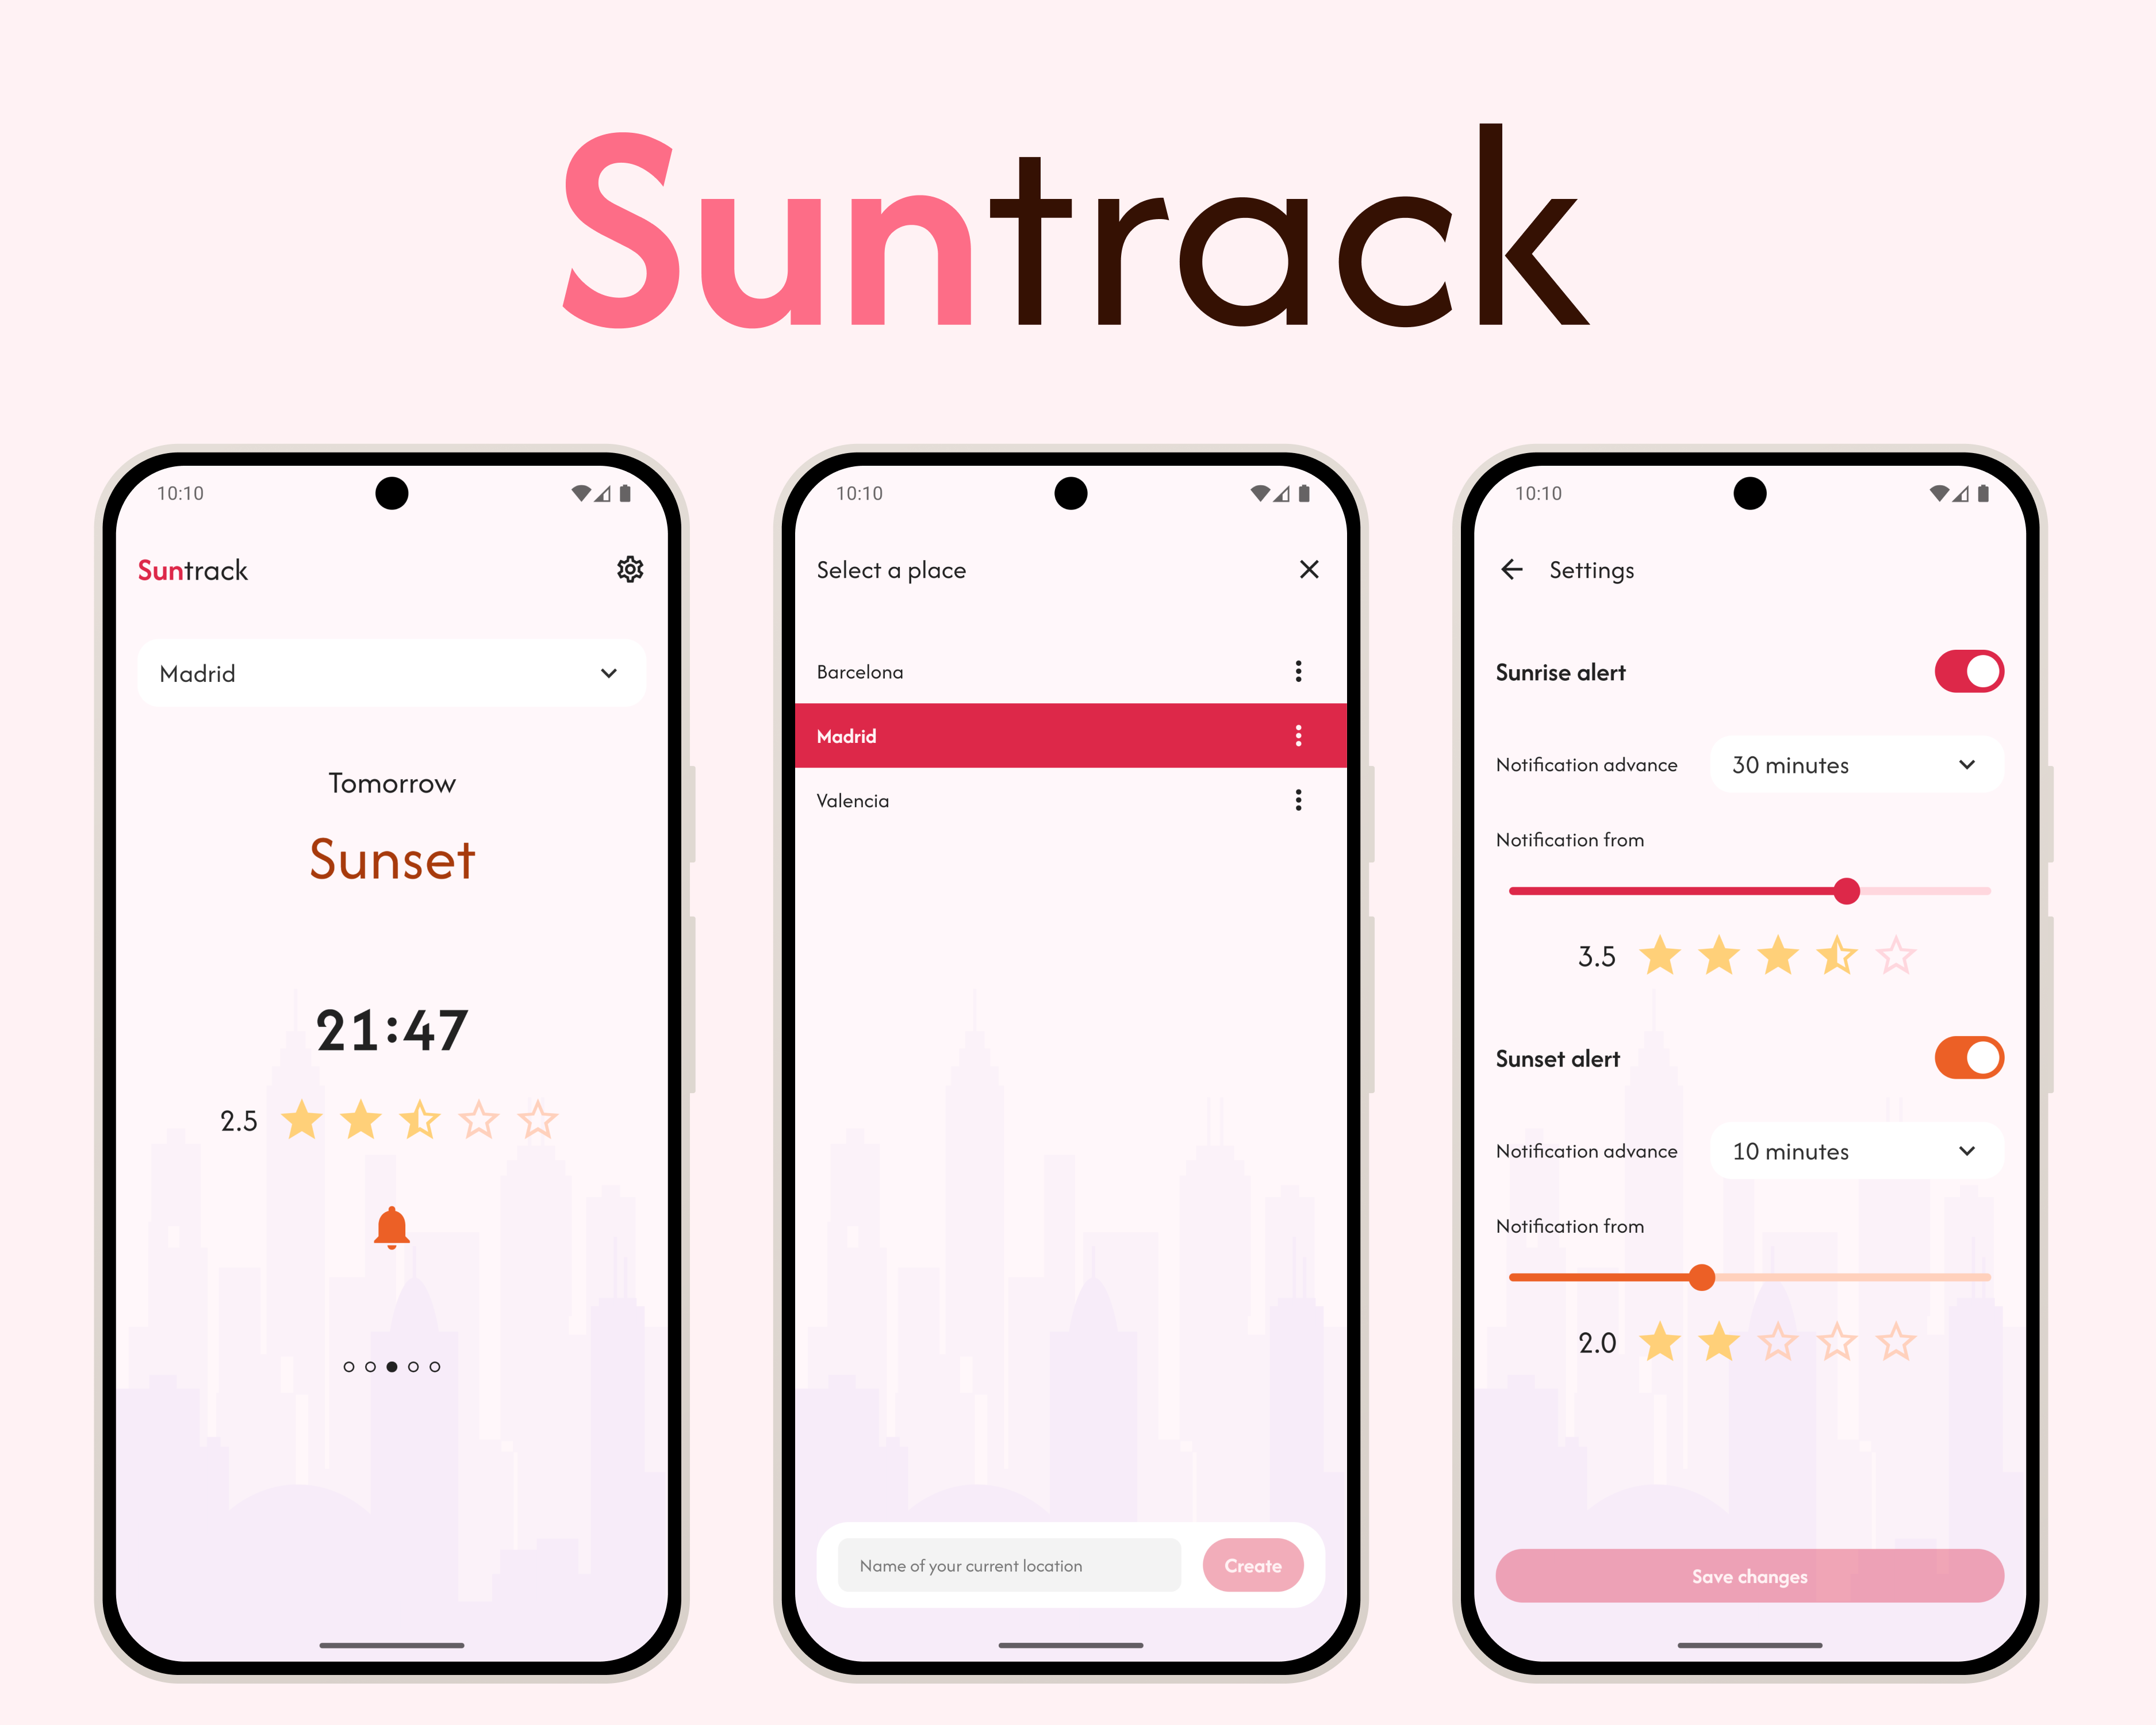 Suntrack
10:10
Suntrack
Madrid
Tomorrow
Sunset
21:47
2.5
10:10
Select a place
Barcelona
Madrid
Valencia
Name of your current location
Create
10:10
Settings
Sunrise alert
Notification advance
30 minutes
Notification from
3.5
Sunset alert
Notification advance
10 minutes
Notification from
2.0
Save changes